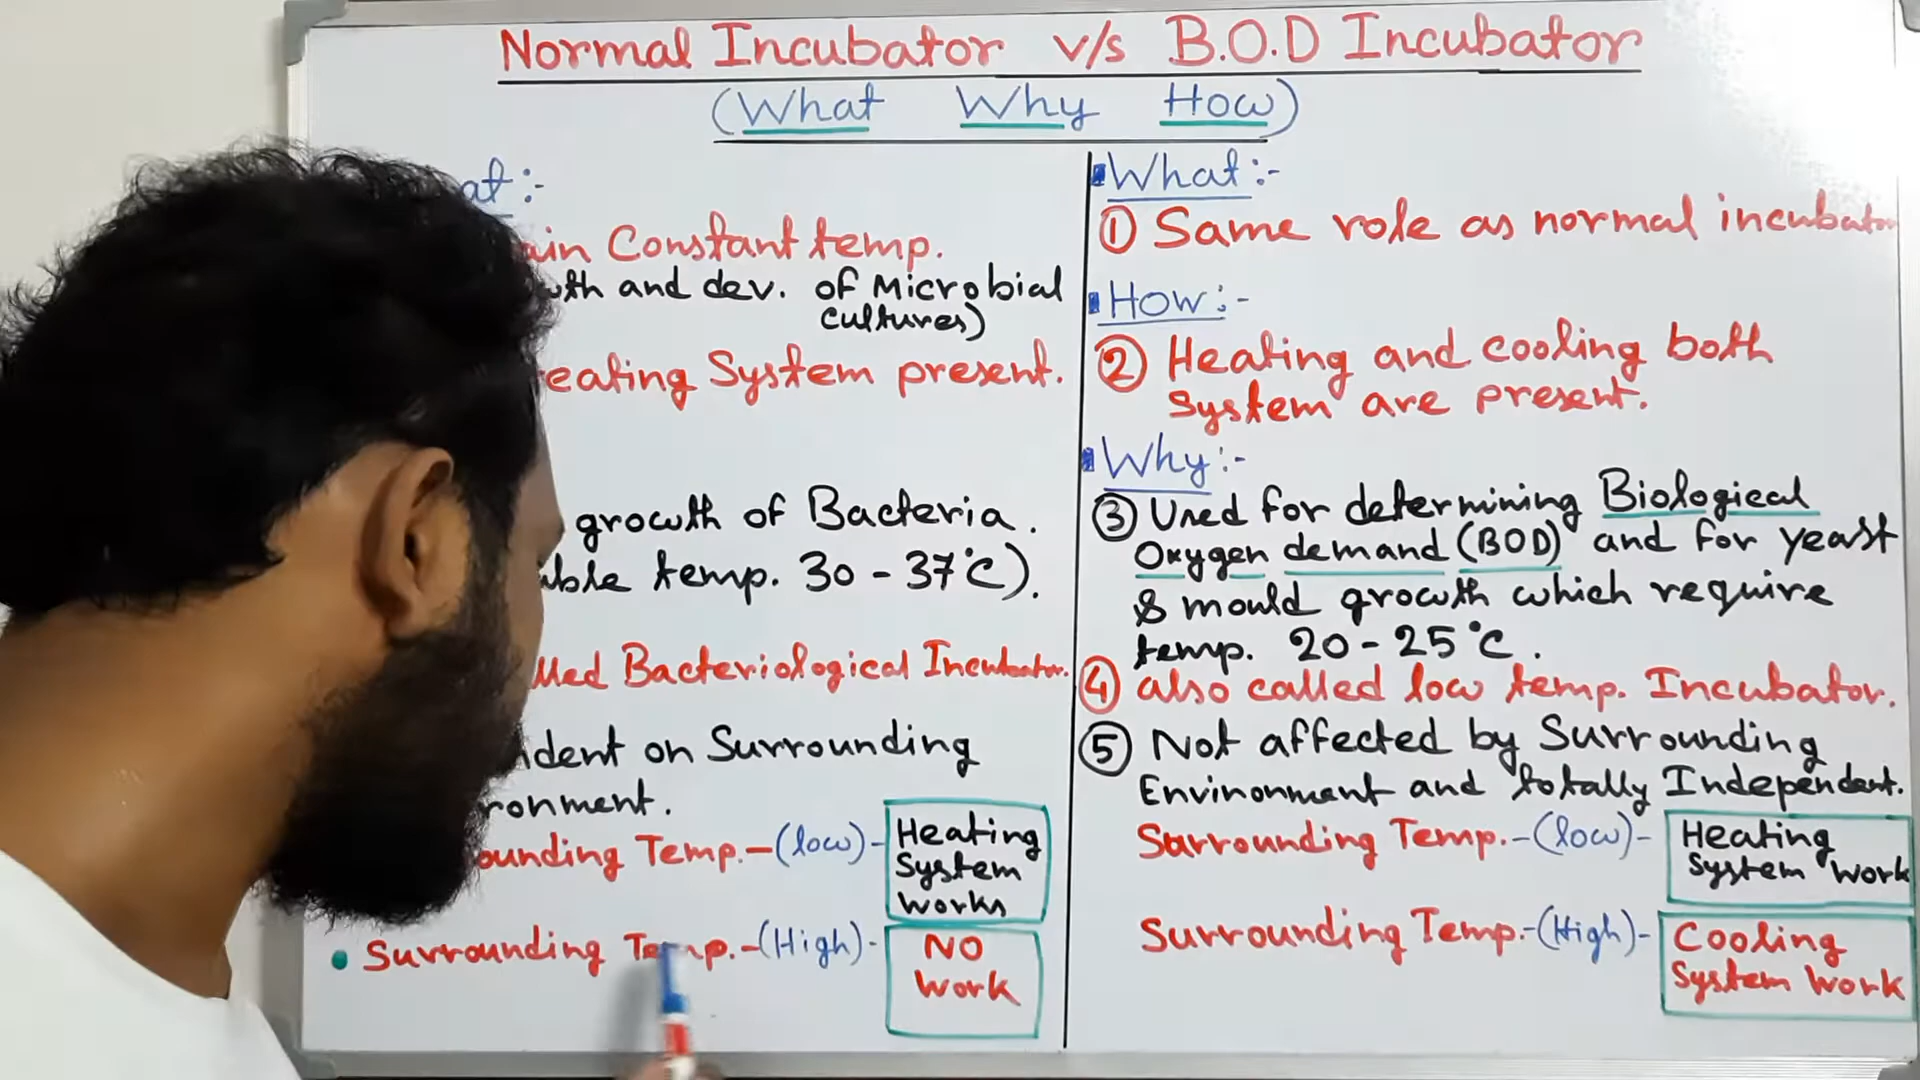 Normal Incubator v/s B.O.D Incubator
(What Why How)
at :-
ain Constant temp.
wth and dev. of Microbial
cultures)
eating System present.
growth of Bacteria.
able temp. 30 - 37°C).
lled Bacteriological Incubator.
dent on Surrounding
ronment.
ounding Temp. - (low) - Heating
System
Works
• Surrounding Temp. - (High) - NO
Work
What :-
① Same role as normal incubator
How :-
② Heating and cooling both
System are present.
Why :-
③ Used for determining Biological
Oxygen demand (BOD) and for yeast
& mould growth which require
temp. 20 - 25°C.
④ also called low temp. Incubator.
⑤ Not affected by Surrounding
Environment and totally Independent.
Surrounding Temp. - (low) - Heating
System Work
Surrounding Temp. - (High) - Cooling
System Work